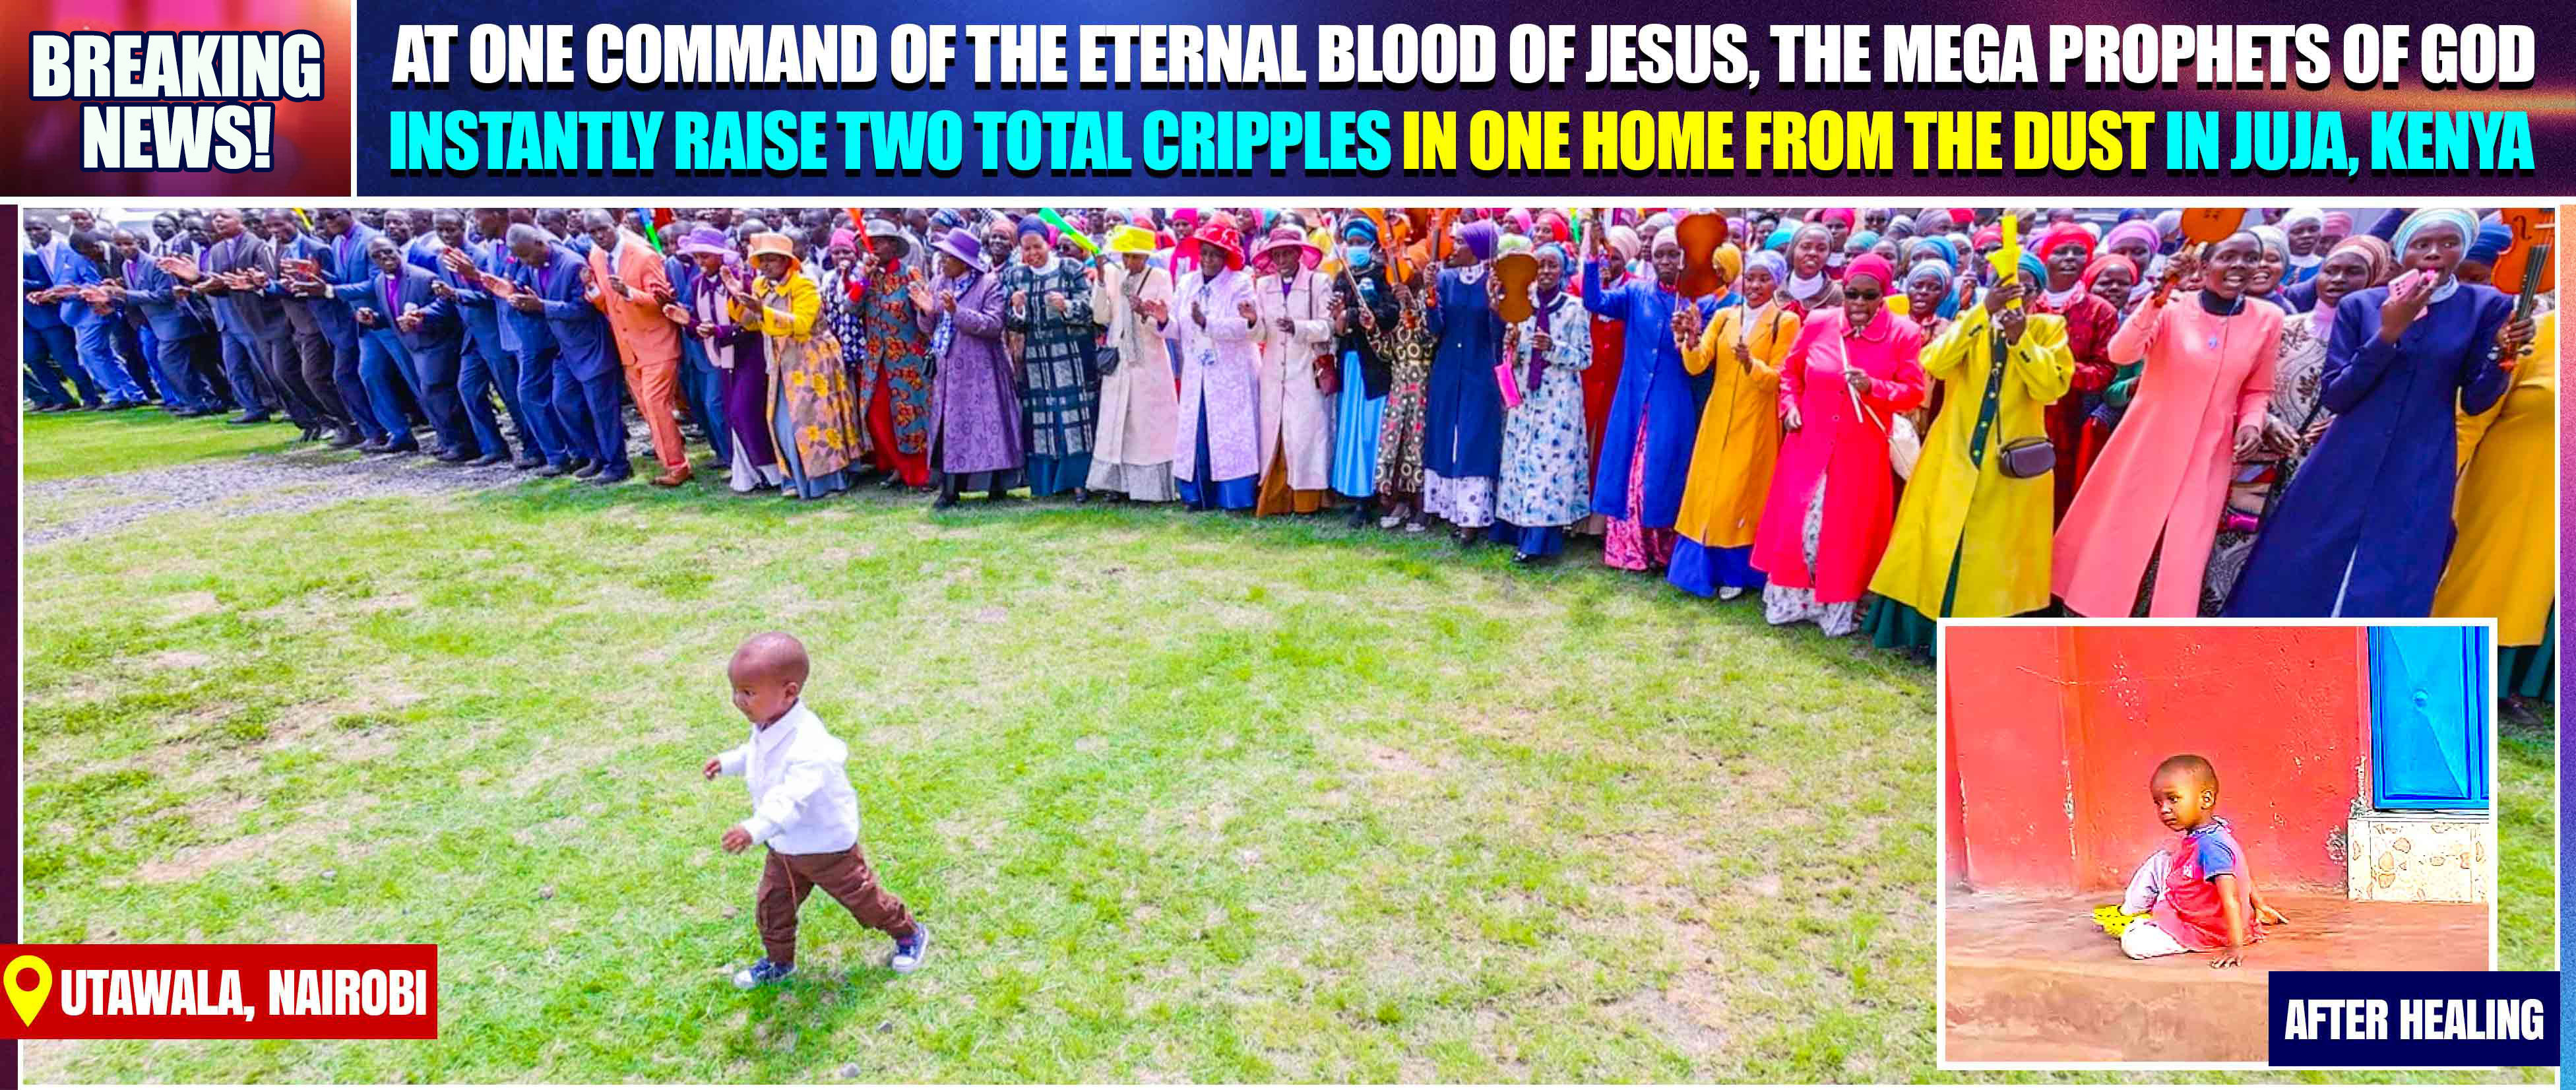 BREAKING
NEWS!
AT ONE COMMAND OF THE ETERNAL BLOOD OF JESUS, THE MEGA PROPHETS OF GOD
INSTANTLY RAISE TWO TOTAL CRIPPLES IN ONE HOME FROM THE DUST IN JUJA, KENYA
UTAWALA, NAIROBI
AFTER HEALING